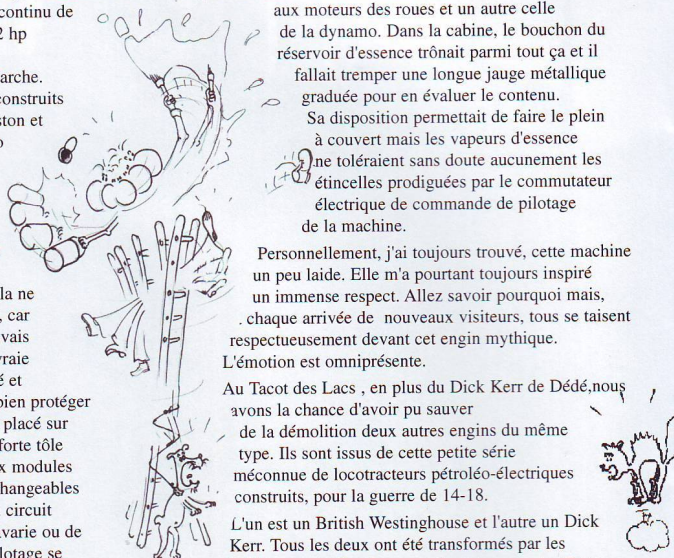 continu de
2 hp
arche.
construits
ston et
la ne
, car
vais
vraie
é et
bien protéger
placé sur
forte tôle
x modules
changeables
circuit
avarie ou de
lotage se
aux moteurs des roues et un autre celle
de la dynamo. Dans la cabine, le bouchon du
réservoir d'essence trônait parmi tout ça et il
fallait tremper une longue jauge métallique
graduée pour en évaluer le contenu.
Sa disposition permettait de faire le plein
à couvert mais les vapeurs d'essence
ne toléraient sans doute aucunement les
étincelles prodiguées par le commutateur
électrique de commande de pilotage
de la machine.
Personnellement, j'ai toujours trouvé, cette machine
un peu laide. Elle m'a pourtant toujours inspiré
un immense respect. Allez savoir pourquoi mais,
. chaque arrivée de nouveaux visiteurs, tous se taisent
respectueusement devant cet engin mythique.
L'émotion est omniprésente.
Au Tacot des Lacs , en plus du Dick Kerr de Dédé,nous
avons la chance d'avoir pu sauver
de la démolition deux autres engins du même
type. Ils sont issus de cette petite série
méconnue de locotracteurs pétroléo-électriques
construits, pour la guerre de 14-18.
L'un est un British Westinghouse et l'autre un Dick
Kerr. Tous les deux ont été transformés par les